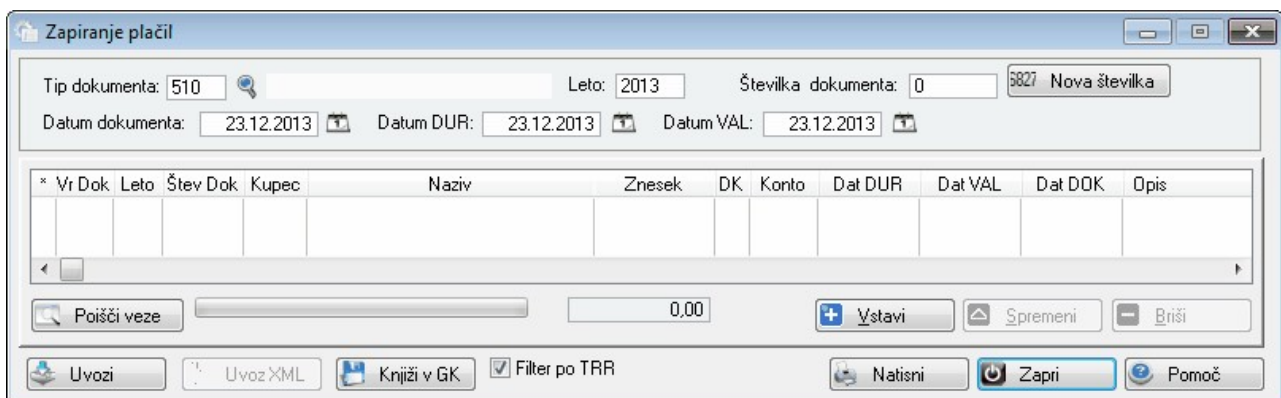 Zapiranje plačil
Tip dokumenta: 510 Leto: 2013 Številka dokumenta: 0 Nova številka
Datum dokumenta: 23.12.2013 Datum DUR: 23.12.2013 Datum VAL: 23.12.2013
* Vr Dok Leto Štev Dok Kupec Naziv Znesek DK Konto Dat DUR Dat VAL Dat DOK Opis
Poišči veze 0,00 Vstavi Spremeni Briši
Uvozi Uvoz XML Knjiži v GK Filter po TRR Natisni Zapri Pomoč